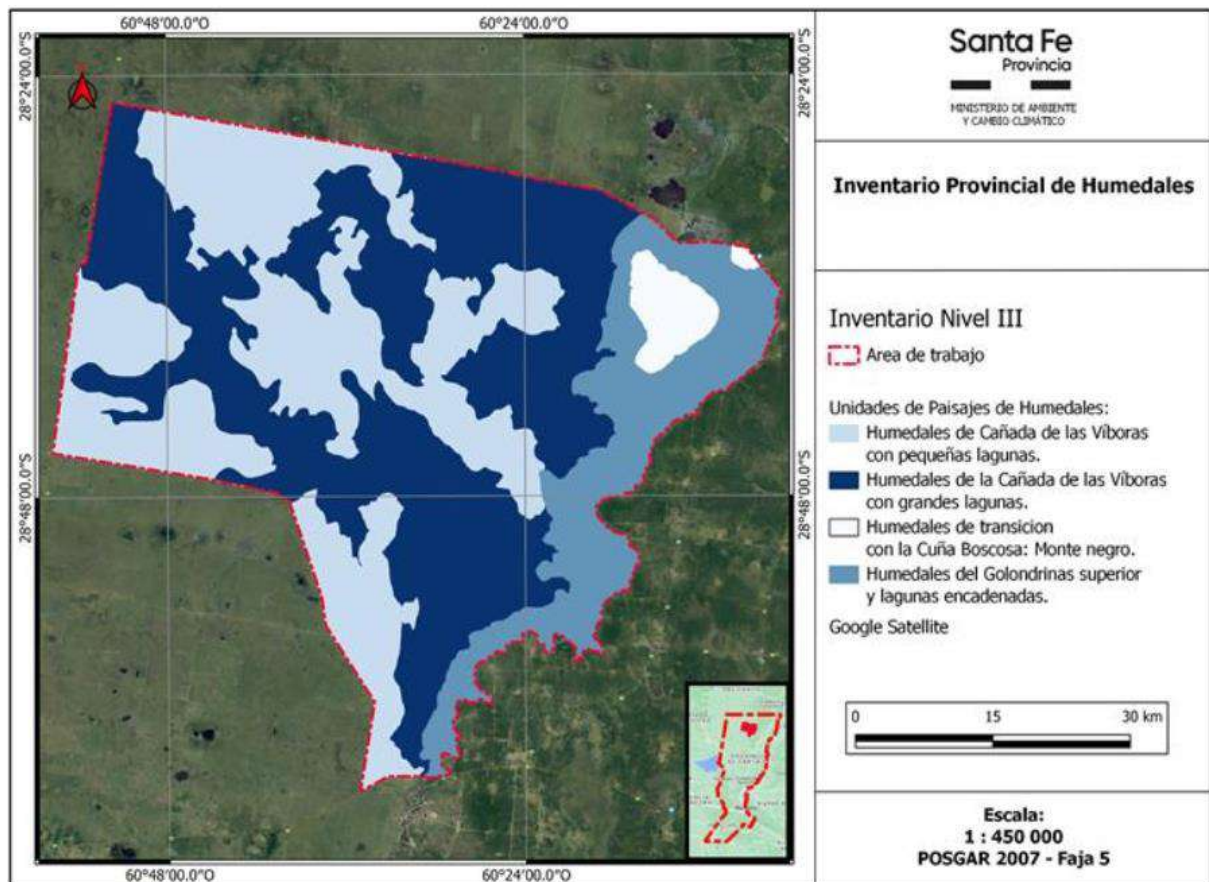 60°48'00.0"O
60°24'00.0"O
28°24'00.0"S
28°24'00.0"S
28°48'00.0"S
28°48'00.0"S
60°48'00.0"O
60°24'00.0"O
Santa Fe
Provincia
MINISTERIO DE AMBIENTE
Y CAMBIO CLIMÁTICO
Inventario Provincial de Humedales
Inventario Nivel III
Area de trabajo
Unidades de Paisajes de Humedales:
Humedales de Cañada de las Víboras
con pequeñas lagunas.
Humedales de la Cañada de las Víboras
con grandes lagunas.
Humedales de transicion
con la Cuña Boscosa: Monte negro.
Humedales del Golondrinas superior
y lagunas encadenadas.
Google Satellite
0 15 30 km
Escala:
1 : 450 000
POSGAR 2007 - Faja 5